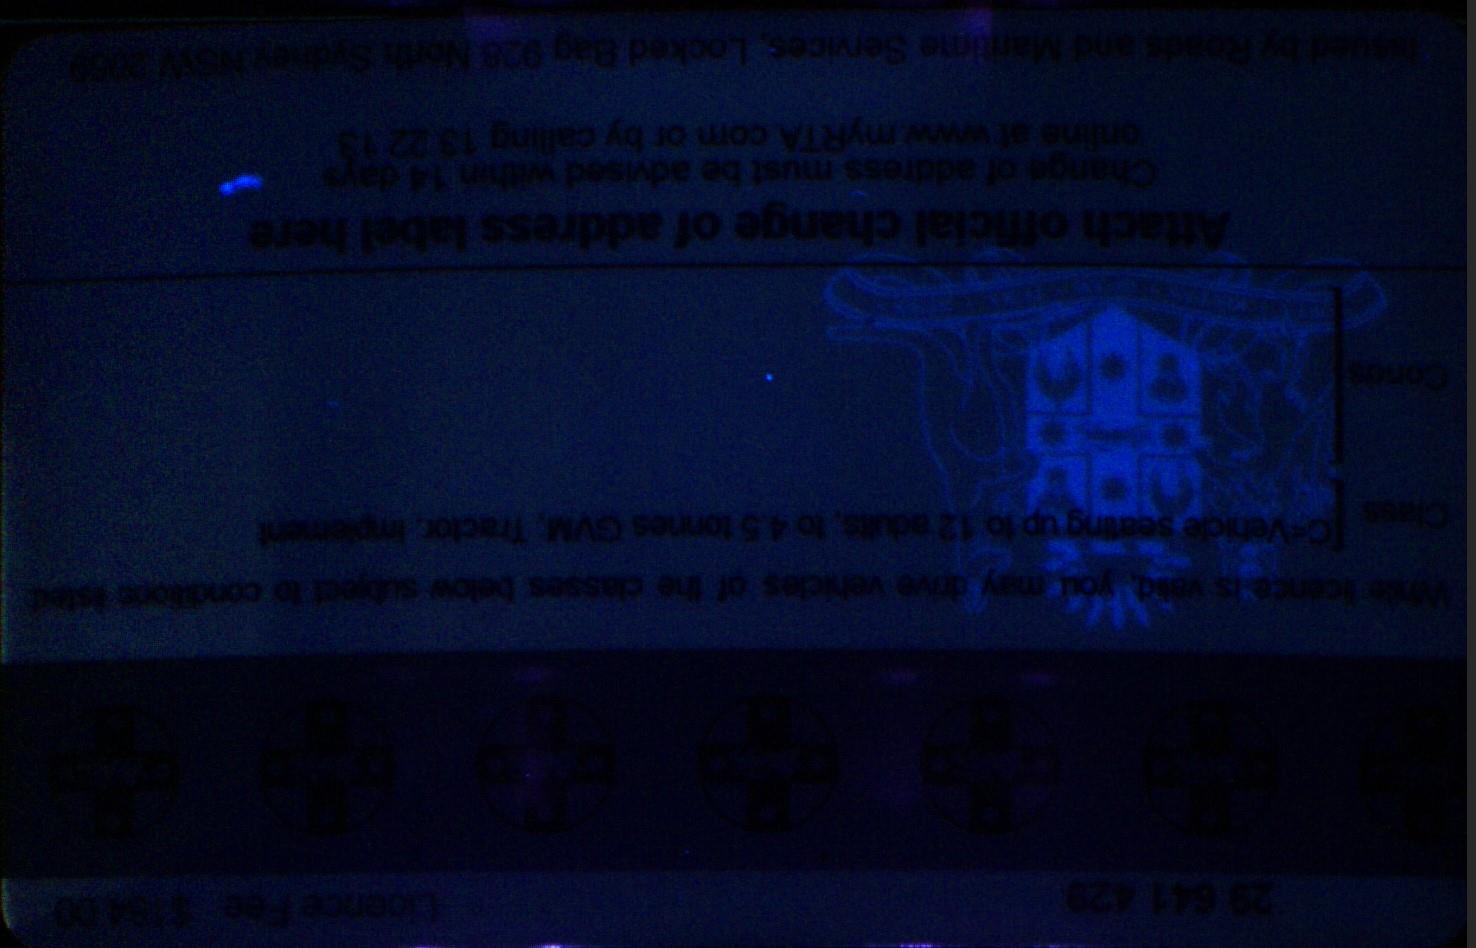 29 641 429
Licence Fee $184.00
While licence is valid, you may drive vehicles of the classes below subject to conditions listed
Class
C=Vehicle seating up to 12 adults, to 4.5 tonnes GVM, Tractor, Implement
Conds
Attach official change of address label here
Change of address must be advised within 14 days
online at www.myRTA.com or by calling 13 22 13
Issued by Roads and Maritime Services, Locked Bag 928 North Sydney NSW 2059